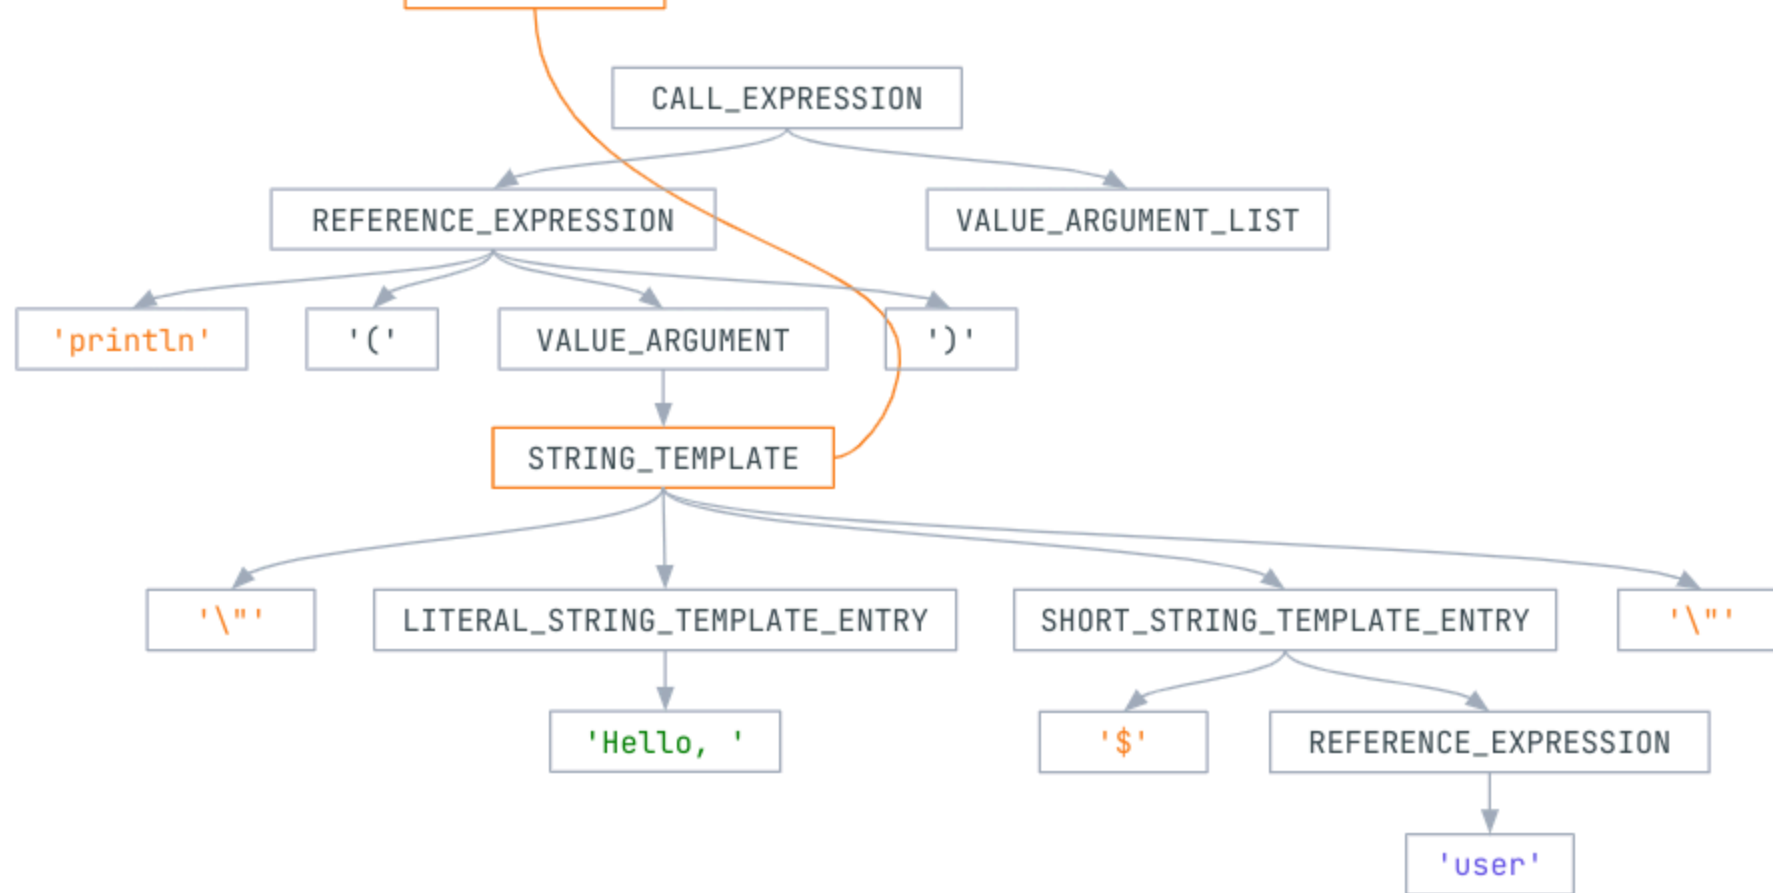 CALL_EXPRESSION
REFERENCE_EXPRESSION
VALUE_ARGUMENT_LIST
'println'
'('
VALUE_ARGUMENT
')'
STRING_TEMPLATE
'\"'
LITERAL_STRING_TEMPLATE_ENTRY
SHORT_STRING_TEMPLATE_ENTRY
'\"'
'Hello, '
'$'
REFERENCE_EXPRESSION
'user'